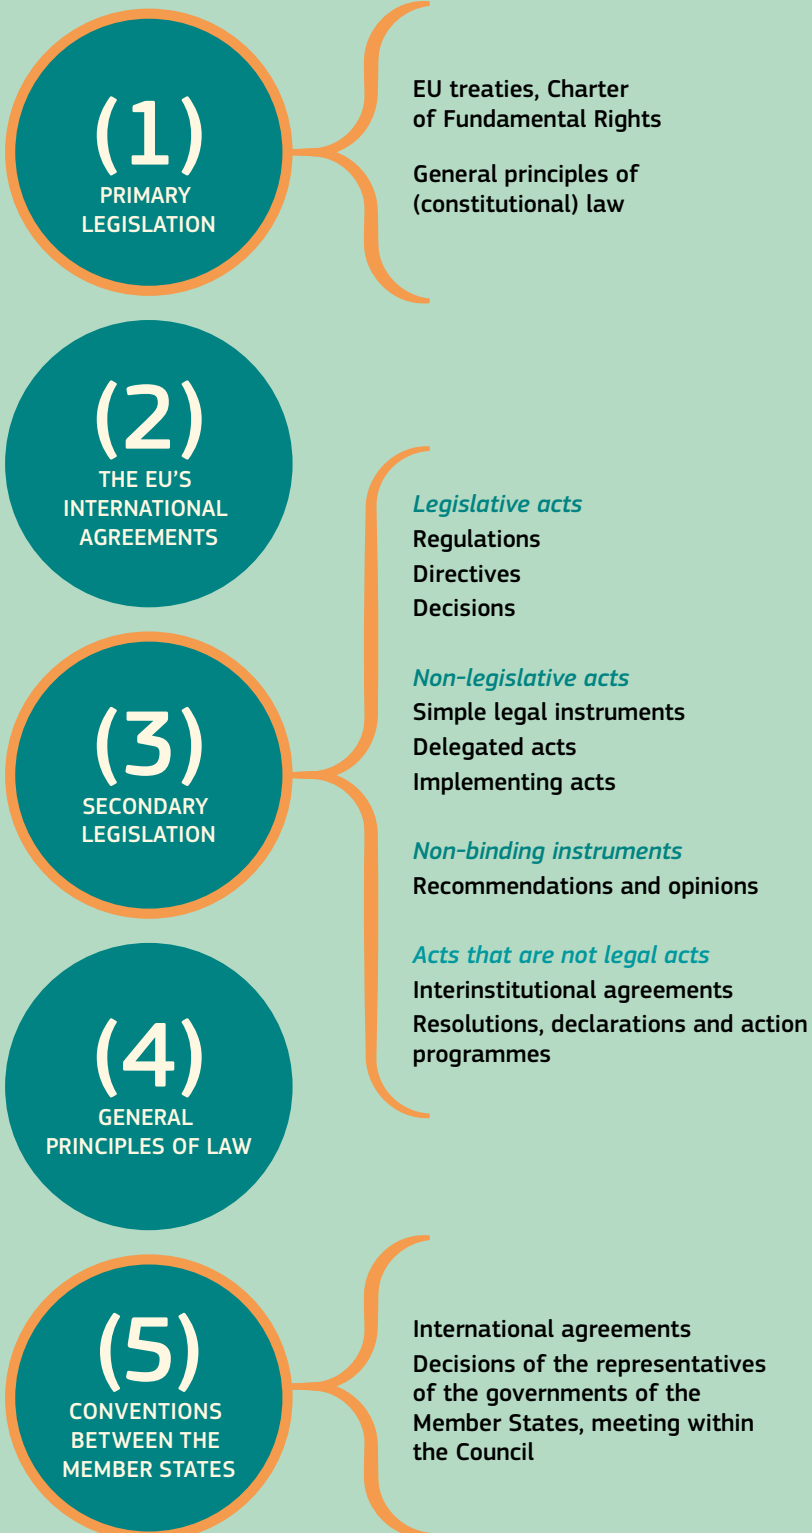 (1)
PRIMARY
LEGISLATION
EU treaties, Charter
of Fundamental Rights
General principles of
(constitutional) law
(2)
THE EU’S
INTERNATIONAL
AGREEMENTS
(3)
SECONDARY
LEGISLATION
Legislative acts
Regulations
Directives
Decisions
Non-legislative acts
Simple legal instruments
Delegated acts
Implementing acts
Non-binding instruments
Recommendations and opinions
Acts that are not legal acts
Interinstitutional agreements
Resolutions, declarations and action
programmes
(4)
GENERAL
PRINCIPLES OF LAW
(5)
CONVENTIONS
BETWEEN THE
MEMBER STATES
International agreements
Decisions of the representatives
of the governments of the
Member States, meeting within
the Council